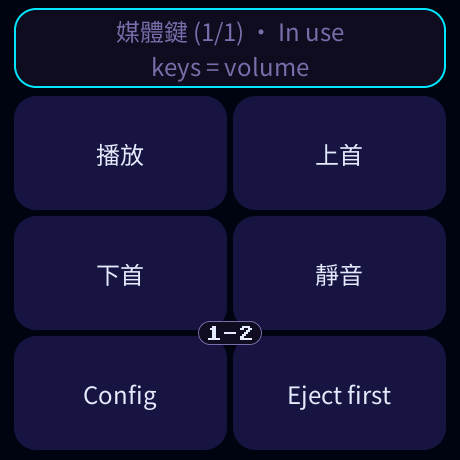 媒體鍵 (1/1) • In use
keys = volume
播放
上首
下首
靜音
1-2
Config
Eject first